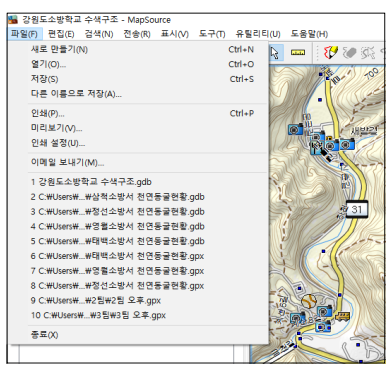 강원도소방학교 수색구조 - MapSource
파일(F) 편집(E) 검색(N) 전송(R) 표시(V) 도구(T) 유틸리티(U) 도움말(H)
새로 만들기(N) Ctrl+N
열기(O)... Ctrl+O
저장(S) Ctrl+S
다른 이름으로 저장(A)...
인쇄(P)... Ctrl+P
미리보기(V)...
인쇄 설정(U)...
이메일 보내기(M)...
1 강원도소방학교 수색구조.gdb
2 C:₩Users₩...₩삼척소방서 천연동굴현황.gdb
3 C:₩Users₩...₩정선소방서 천연동굴현황.gdb
4 C:₩Users₩...₩영월소방서 천연동굴현황.gdb
5 C:₩Users₩...₩태백소방서 천연동굴현황.gdb
6 C:₩Users₩...₩태백소방서 천연동굴현황.gpx
7 C:₩Users₩...₩영월소방서 천연동굴현황.gpx
8 C:₩Users₩...₩정선소방서 천연동굴현황.gpx
9 C:₩Users₩...₩2팀₩2팀 오후.gpx
10 C:₩Users₩...₩3팀₩3팀 오후.gpx
종료(X)
700
31